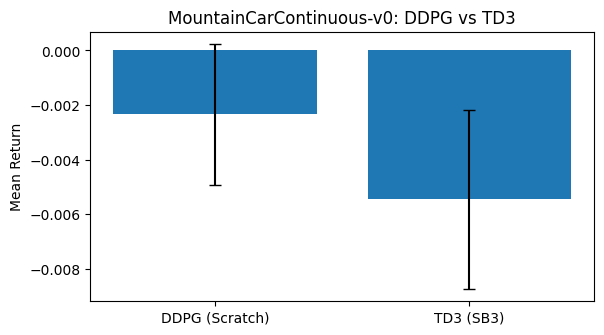 MountainCarContinuous-v0: DDPG vs TD3
Mean Return
0.000
−0.002
−0.004
−0.006
−0.008
DDPG (Scratch)
TD3 (SB3)